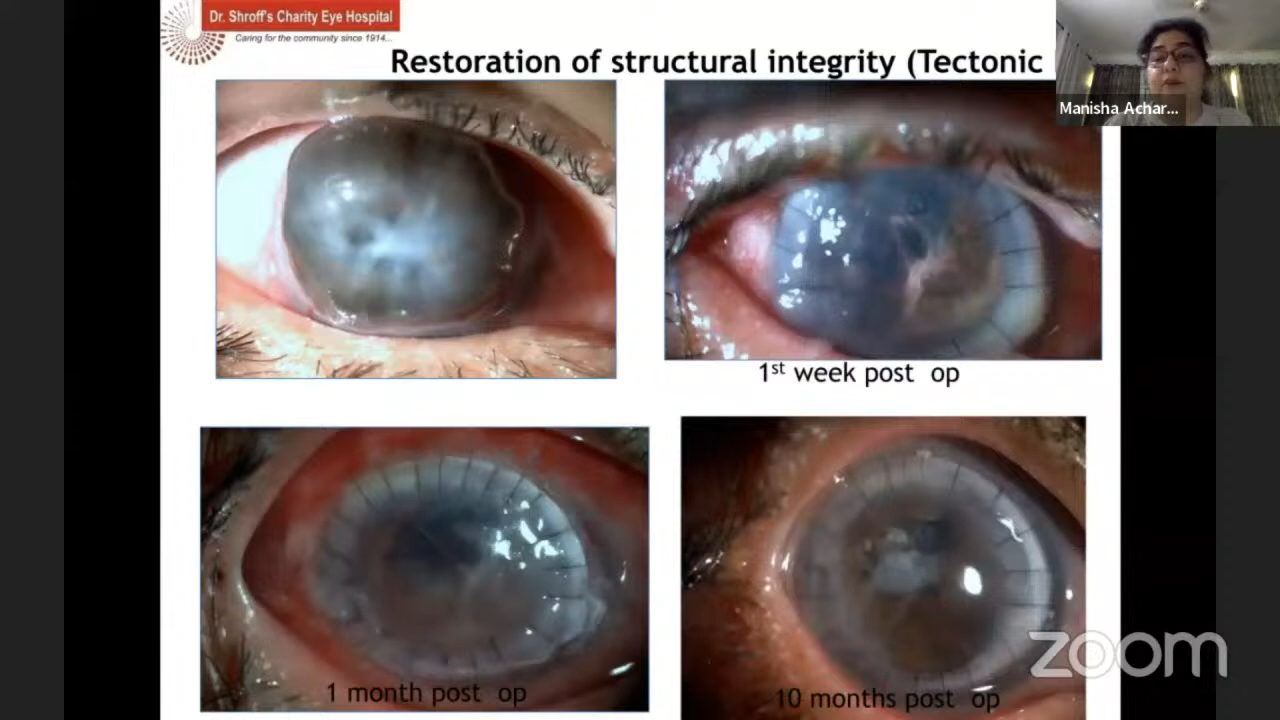 Dr. Shroff's Charity Eye Hospital
Caring for the community since 1914...
Restoration of structural integrity (Tectonic
Manisha Achar...
1st week post op
1 month post op
10 months post op
zoom